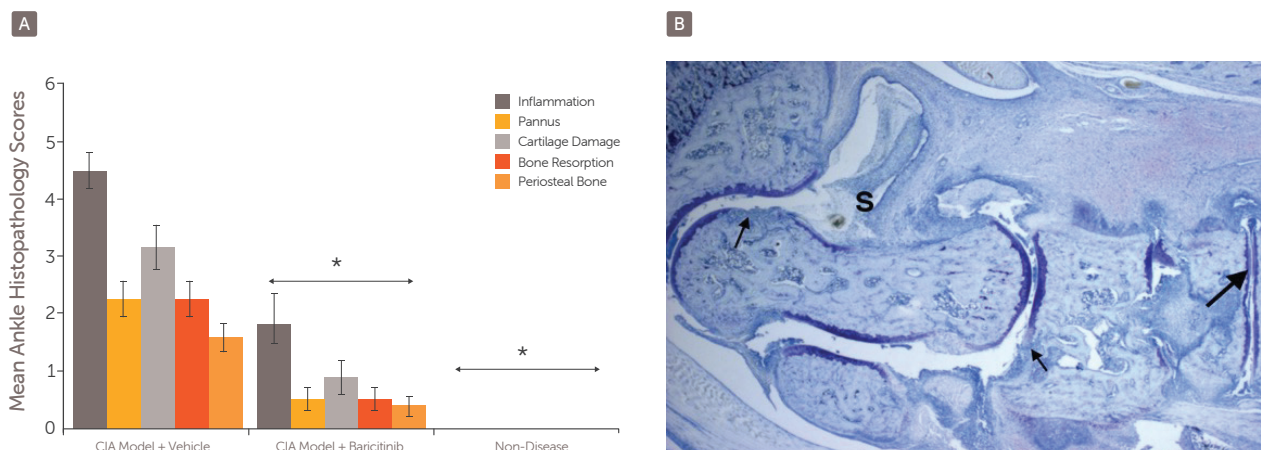 A
B
Mean Ankle Histopathology Scores
6
5
4
3
2
1
0
Inflammation
Pannus
Cartilage Damage
Bone Resorption
Periosteal Bone
*
*
CIA Model + Vehicle
CIA Model + Baricitinib
Non-Disease
S